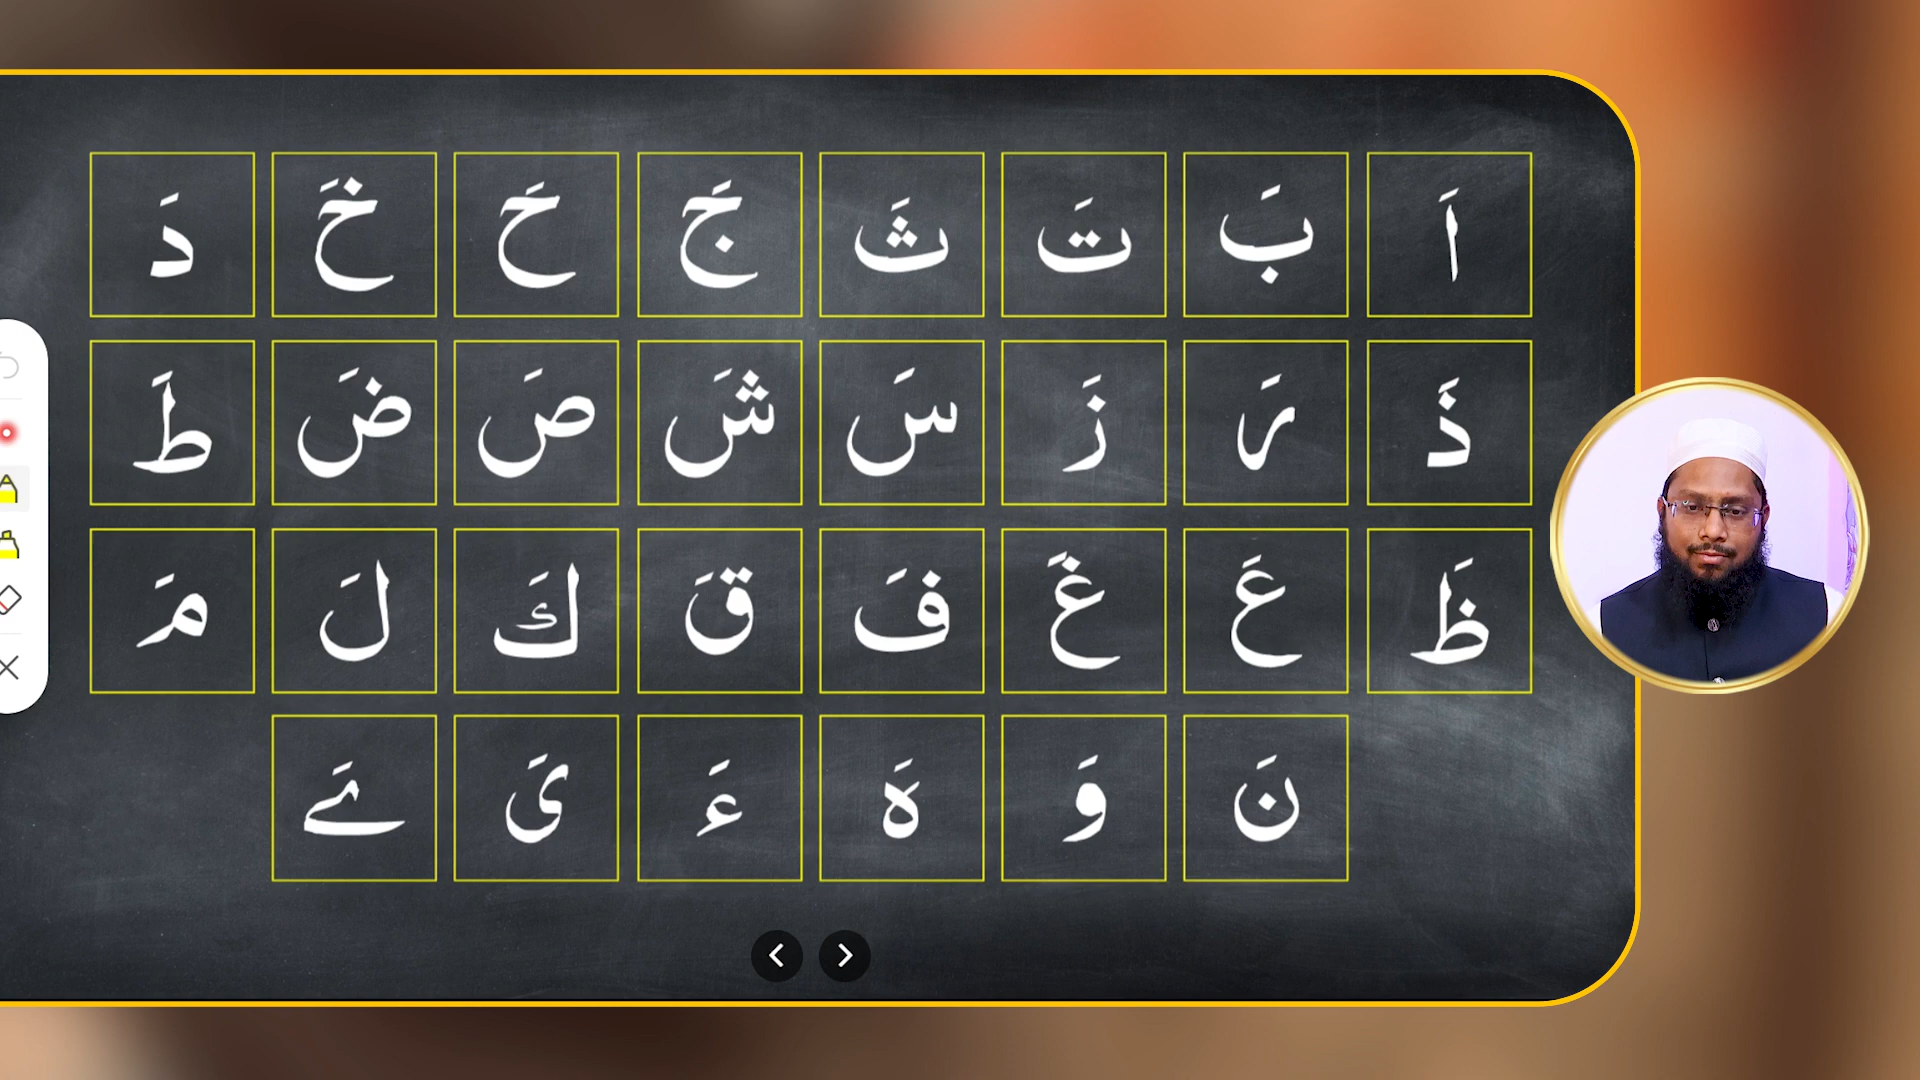 اَ بَ تَ ثَ جَ حَ خَ دَ
ذَ رَ زَ سَ شَ صَ ضَ طَ
ظَ عَ غَ فَ قَ كَ لَ مَ
نَ وَ هَ ءَ یَ ےَ